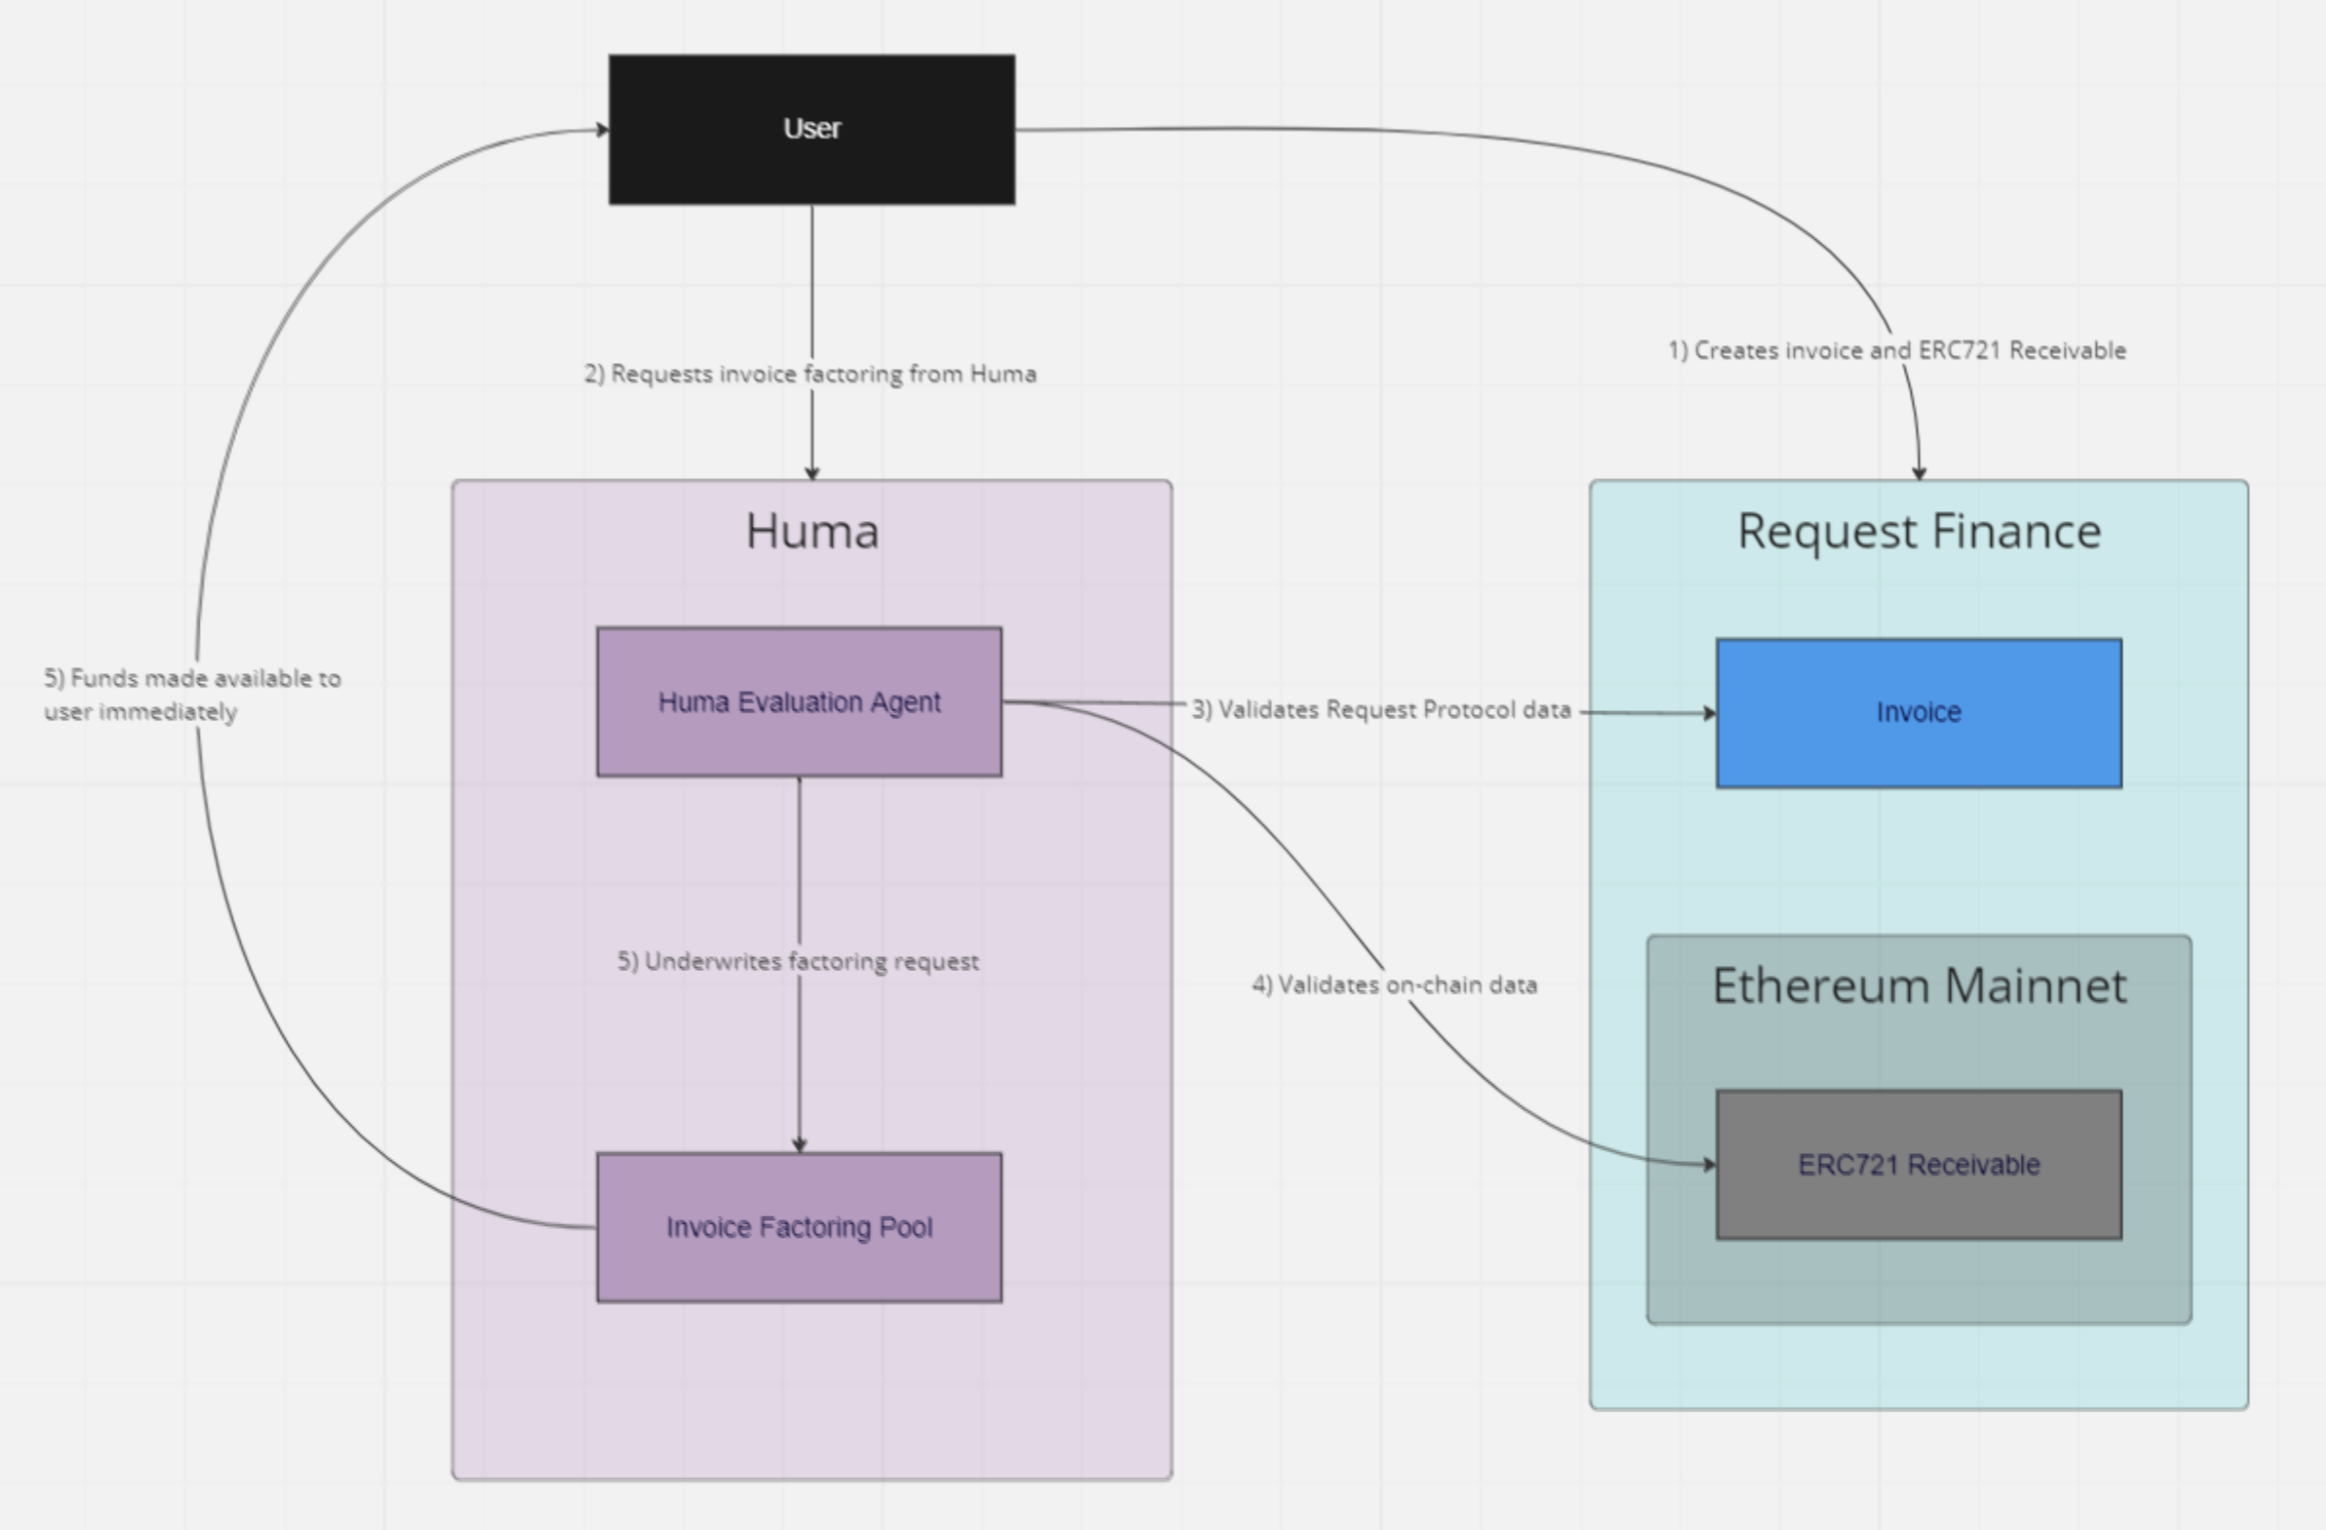 User
1) Creates invoice and ERC721 Receivable
2) Requests invoice factoring from Huma
Huma
Request Finance
5) Funds made available to
user immediately
Huma Evaluation Agent
3) Validates Request Protocol data
Invoice
5) Underwrites factoring request
4) Validates on-chain data
Ethereum Mainnet
ERC721 Receivable
Invoice Factoring Pool